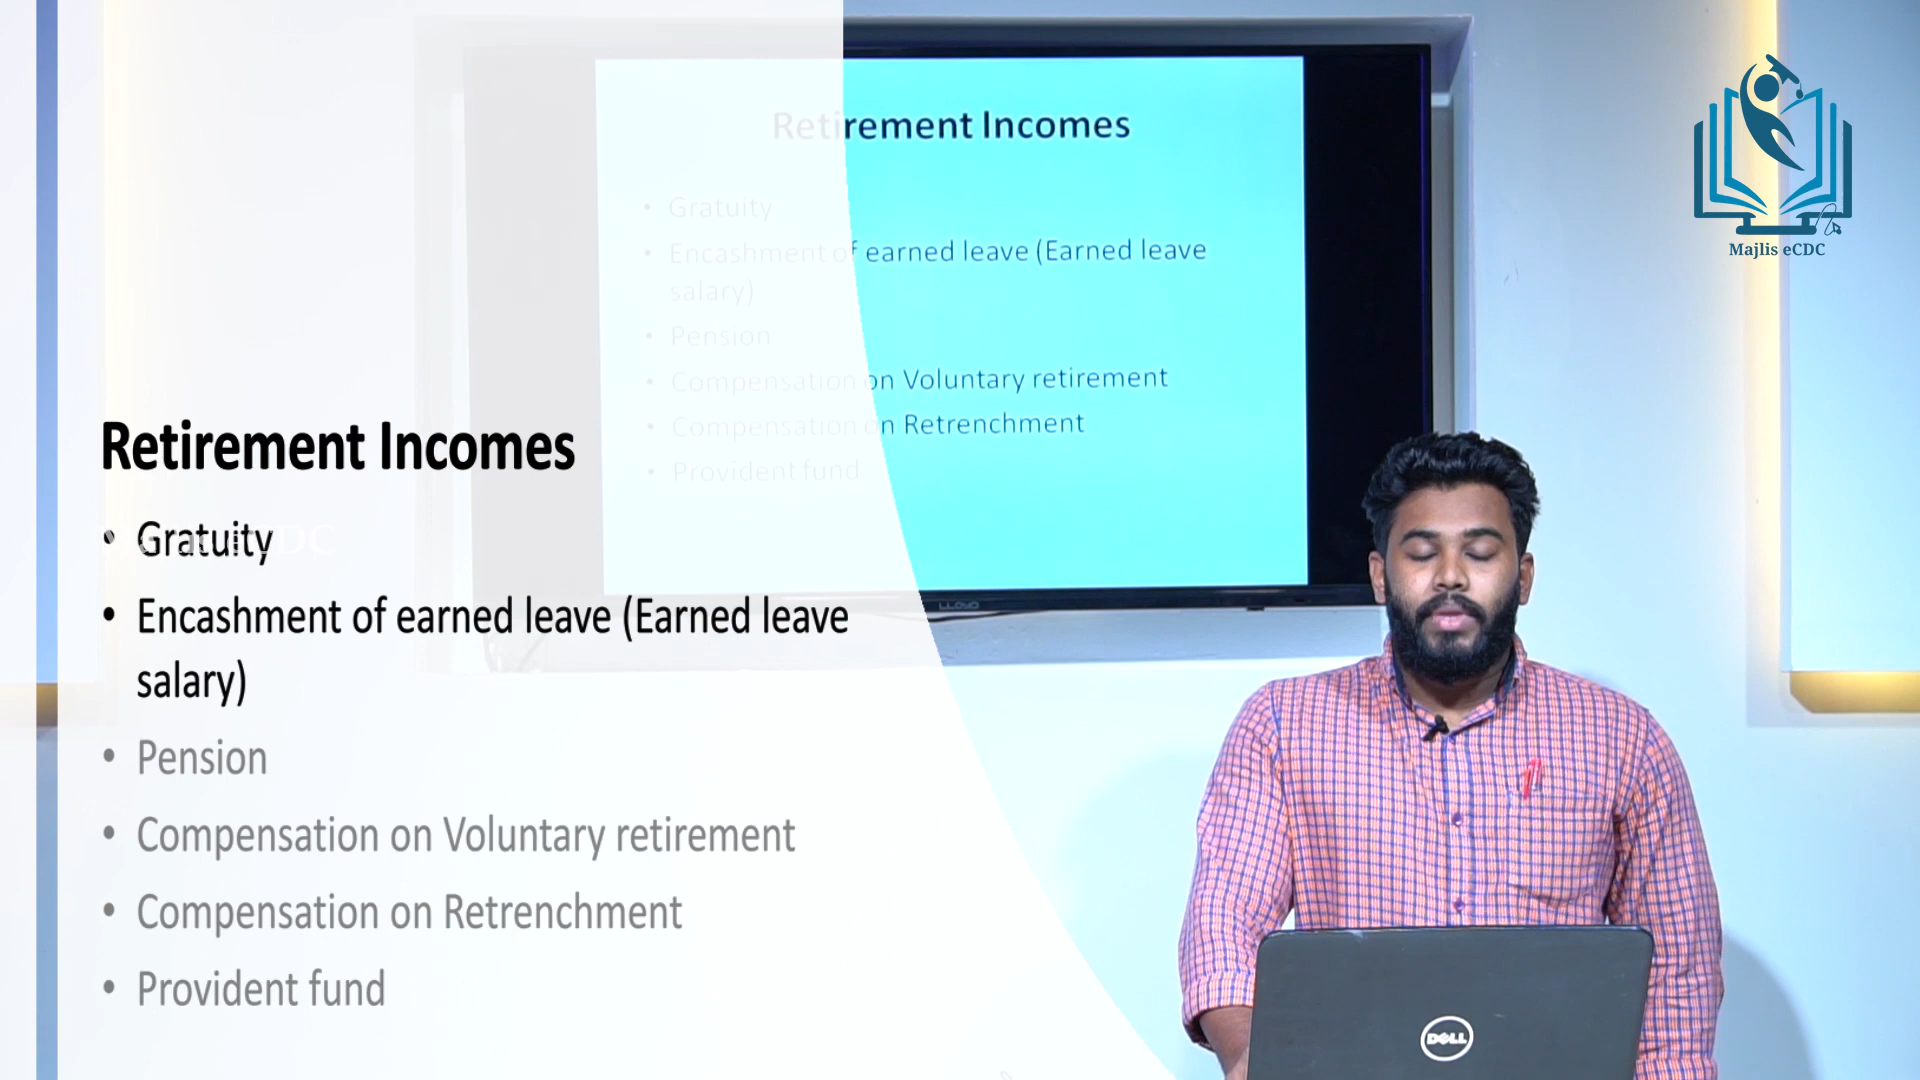 Retirement Incomes
• Gratuity
• Encashment of earned leave (Earned leave
salary)
• Pension
• Compensation on Voluntary retirement
• Compensation on Retrenchment
• Provident fund
Majlis eCDC
Retirement Incomes
• Gratuity
• Encashment of earned leave (Earned leave
salary)
• Pension
• Compensation on Voluntary retirement
• Compensation on Retrenchment
• Provident fund
LLOYD
DELL